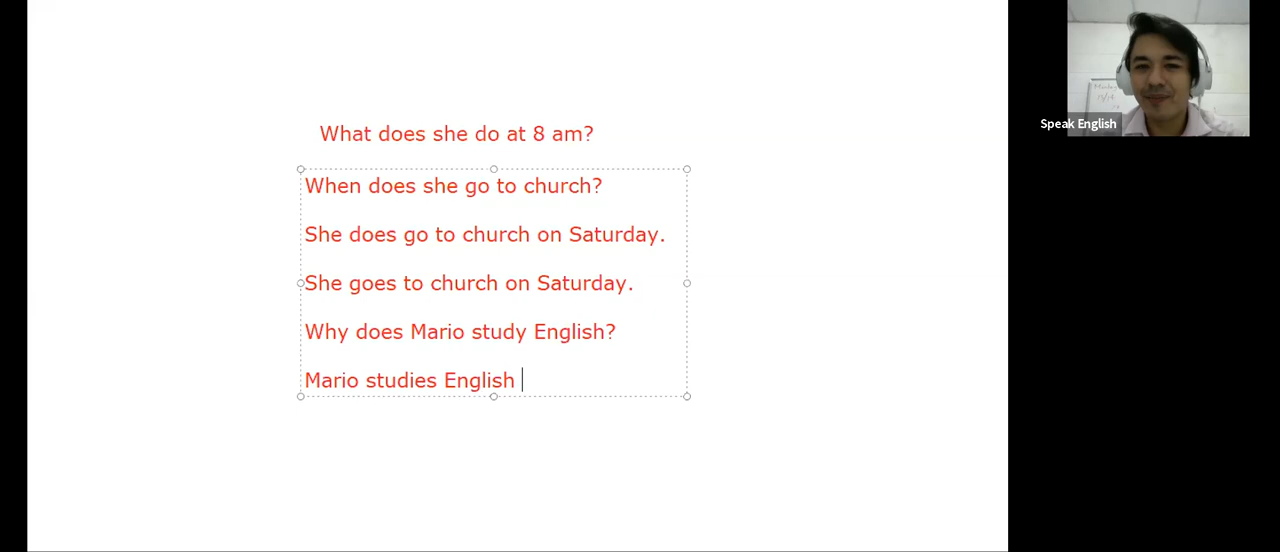 What does she do at 8 am?
When does she go to church?
She does go to church on Saturday.
She goes to church on Saturday.
Why does Mario study English?
Mario studies English
Speak English